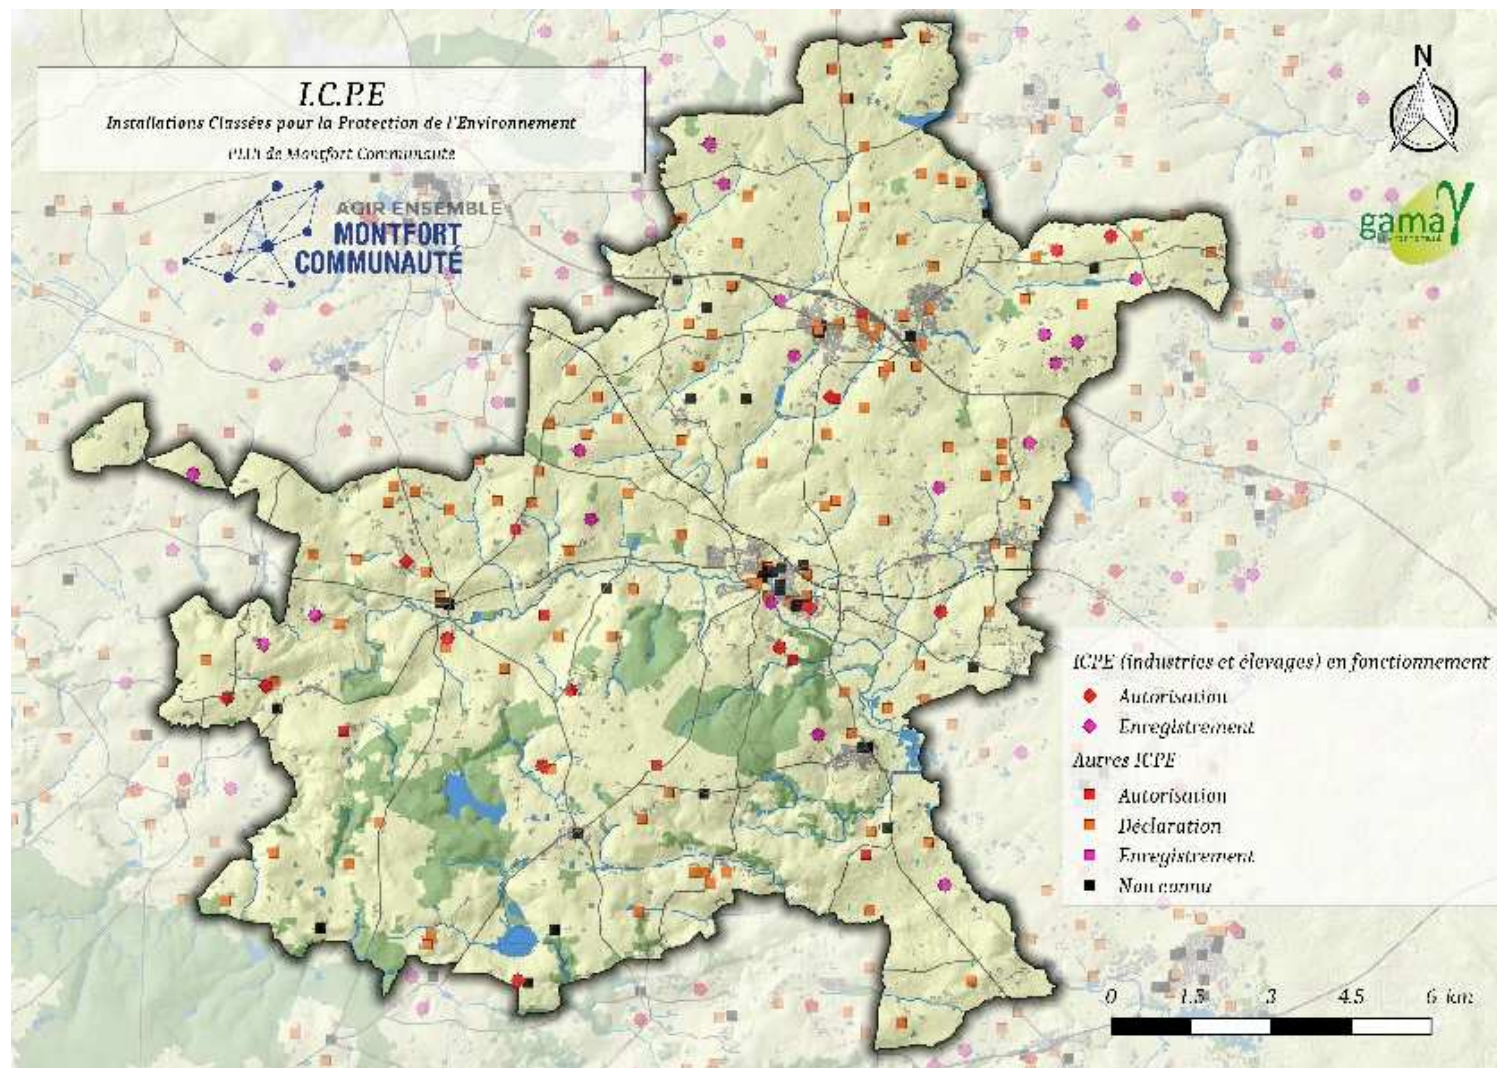 I.C.P.E
Installations Classées pour la Protection de l'Environnement
PLUi de Montfort Communauté
AGIR ENSEMBLE
MONTFORT
COMMUNAUTÉ
N
gama
ICPE (industries et élevages) en fonctionnement
Autorisation
Enregistrement
Autres ICPE
Autorisation
Déclaration
Enregistrement
Non connu
0 1.5 3 4.5 6 km